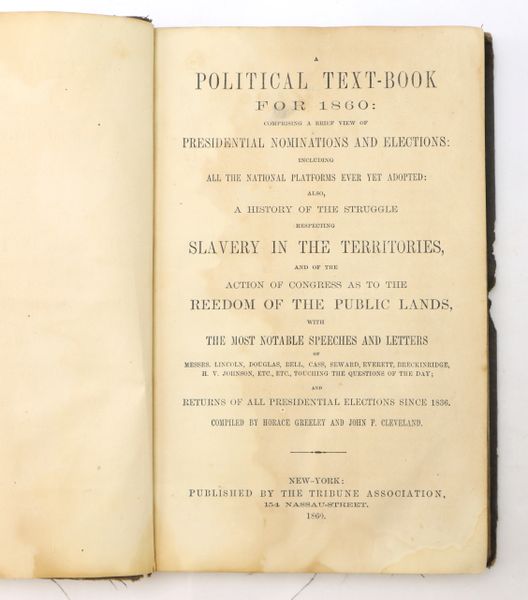 A
POLITICAL TEXT-BOOK
FOR 1860:
COMPRISING A BRIEF VIEW OF
PRESIDENTIAL NOMINATIONS AND ELECTIONS:
INCLUDING
ALL THE NATIONAL PLATFORMS EVER YET ADOPTED:
ALSO,
A HISTORY OF THE STRUGGLE
RESPECTING
SLAVERY IN THE TERRITORIES,
AND OF THE
ACTION OF CONGRESS AS TO THE
REEDOM OF THE PUBLIC LANDS,
WITH
THE MOST NOTABLE SPEECHES AND LETTERS
OF
MESSRS. LINCOLN, DOUGLAS, BELL, CASS, SEWARD, EVERETT, BRECKINRIDGE,
H. V. JOHNSON, ETC., ETC., TOUCHING THE QUESTIONS OF THE DAY;
AND
RETURNS OF ALL PRESIDENTIAL ELECTIONS SINCE 1836.
COMPILED BY HORACE GREELEY AND JOHN F. CLEVELAND.
NEW-YORK:
PUBLISHED BY THE TRIBUNE ASSOCIATION,
154 NASSAU-STREET.
1860.